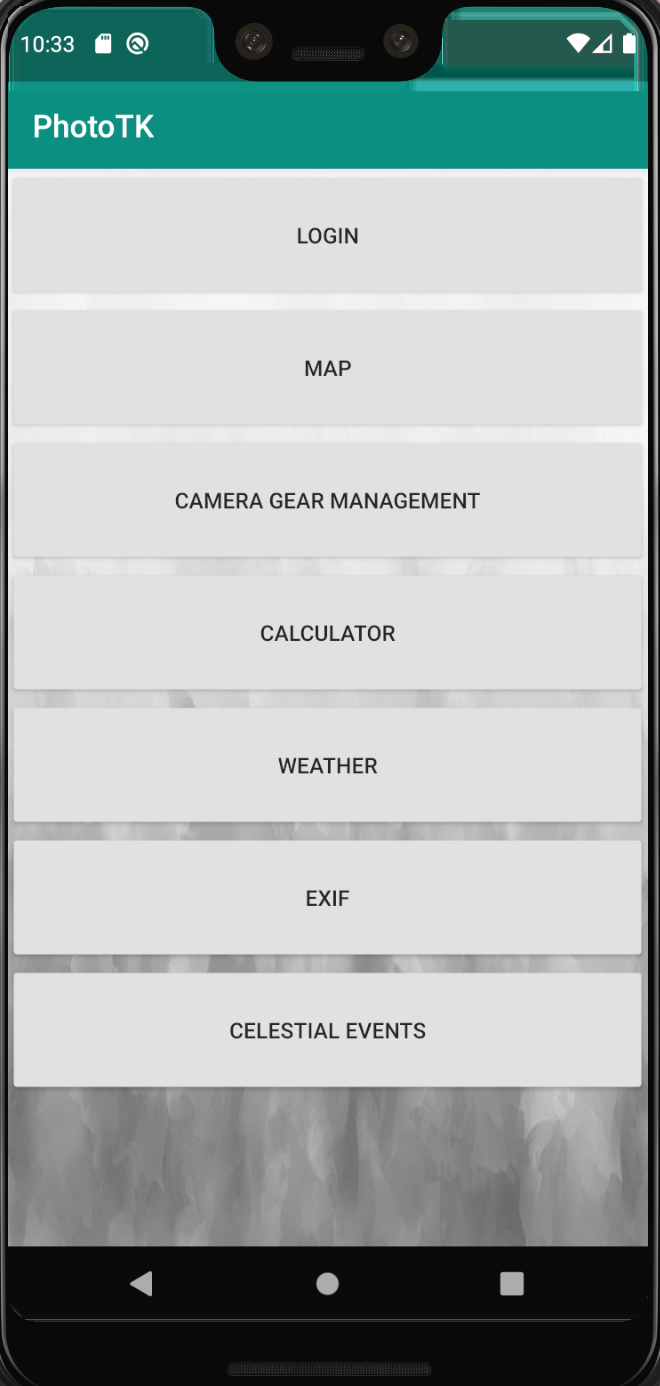 10:33
PhotoTK
LOGIN
MAP
CAMERA GEAR MANAGEMENT
CALCULATOR
WEATHER
EXIF
CELESTIAL EVENTS